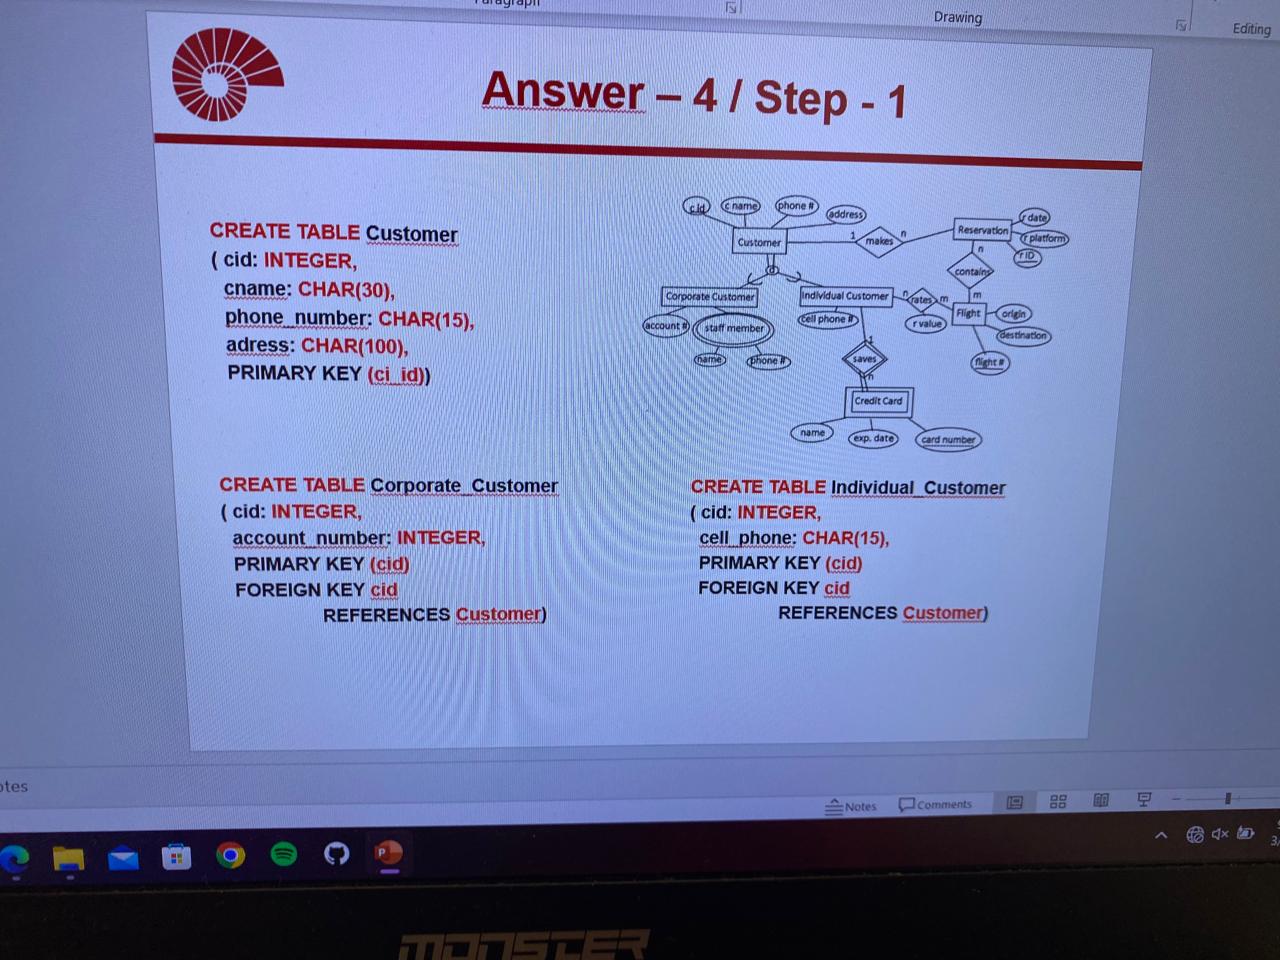 Paragraph
Drawing
Editing
Answer – 4 / Step - 1
CREATE TABLE Customer
( cid: INTEGER,
cname: CHAR(30),
phone_number: CHAR(15),
adress: CHAR(100),
PRIMARY KEY (ci_id))
c.id
c name
phone #
address
Customer
1
makes
n
Reservation
r date
r platform
r ID
n
contains
m
Corporate Customer
account #
staff member
name
phone #
Individual Customer
cell phone #
n
rates
m
r value
Flight
origin
destination
flight #
1
saves
n
Credit Card
name
exp. date
card number
CREATE TABLE Corporate_Customer
( cid: INTEGER,
account_number: INTEGER,
PRIMARY KEY (cid)
FOREIGN KEY cid
REFERENCES Customer)
CREATE TABLE Individual_Customer
( cid: INTEGER,
cell_phone: CHAR(15),
PRIMARY KEY (cid)
FOREIGN KEY cid
REFERENCES Customer)
Notes Comments
P
MONSTER